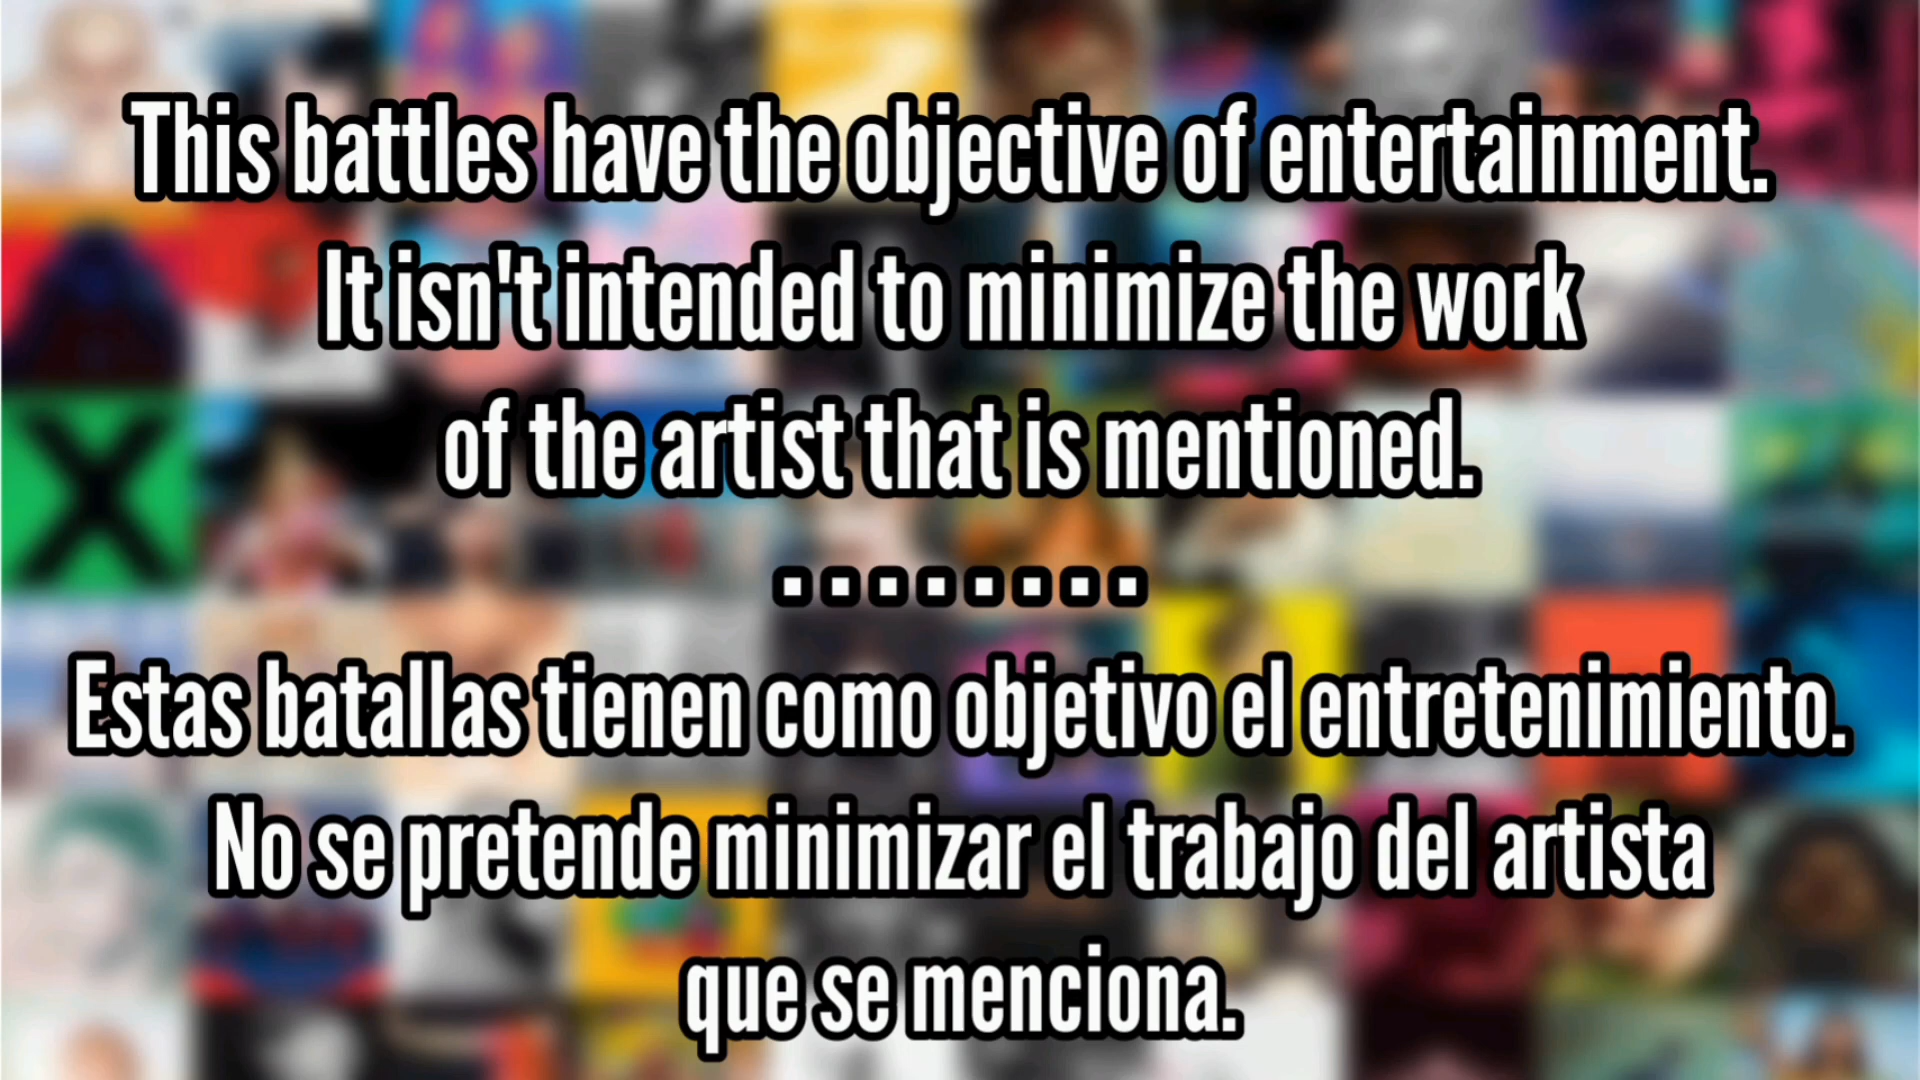 This battles have the objective of entertainment.
It isn't intended to minimize the work
of the artist that is mentioned.
........
Estas batallas tienen como objetivo el entretenimiento.
No se pretende minimizar el trabajo del artista
que se menciona.